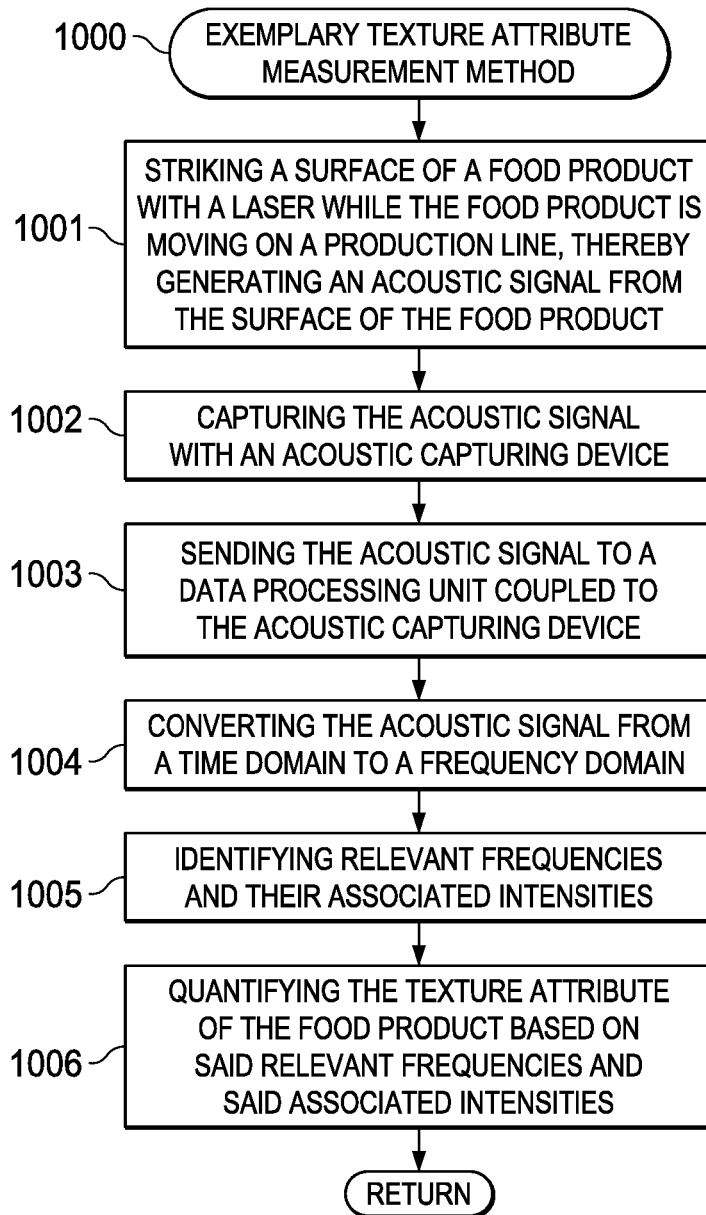 1000
EXEMPLARY TEXTURE ATTRIBUTE
MEASUREMENT METHOD
1001
STRIKING A SURFACE OF A FOOD PRODUCT
WITH A LASER WHILE THE FOOD PRODUCT IS
MOVING ON A PRODUCTION LINE, THEREBY
GENERATING AN ACOUSTIC SIGNAL FROM
THE SURFACE OF THE FOOD PRODUCT
1002
CAPTURING THE ACOUSTIC SIGNAL
WITH AN ACOUSTIC CAPTURING DEVICE
1003
SENDING THE ACOUSTIC SIGNAL TO A
DATA PROCESSING UNIT COUPLED TO
THE ACOUSTIC CAPTURING DEVICE
1004
CONVERTING THE ACOUSTIC SIGNAL FROM
A TIME DOMAIN TO A FREQUENCY DOMAIN
1005
IDENTIFYING RELEVANT FREQUENCIES
AND THEIR ASSOCIATED INTENSITIES
1006
QUANTIFYING THE TEXTURE ATTRIBUTE
OF THE FOOD PRODUCT BASED ON
SAID RELEVANT FREQUENCIES AND
SAID ASSOCIATED INTENSITIES
RETURN